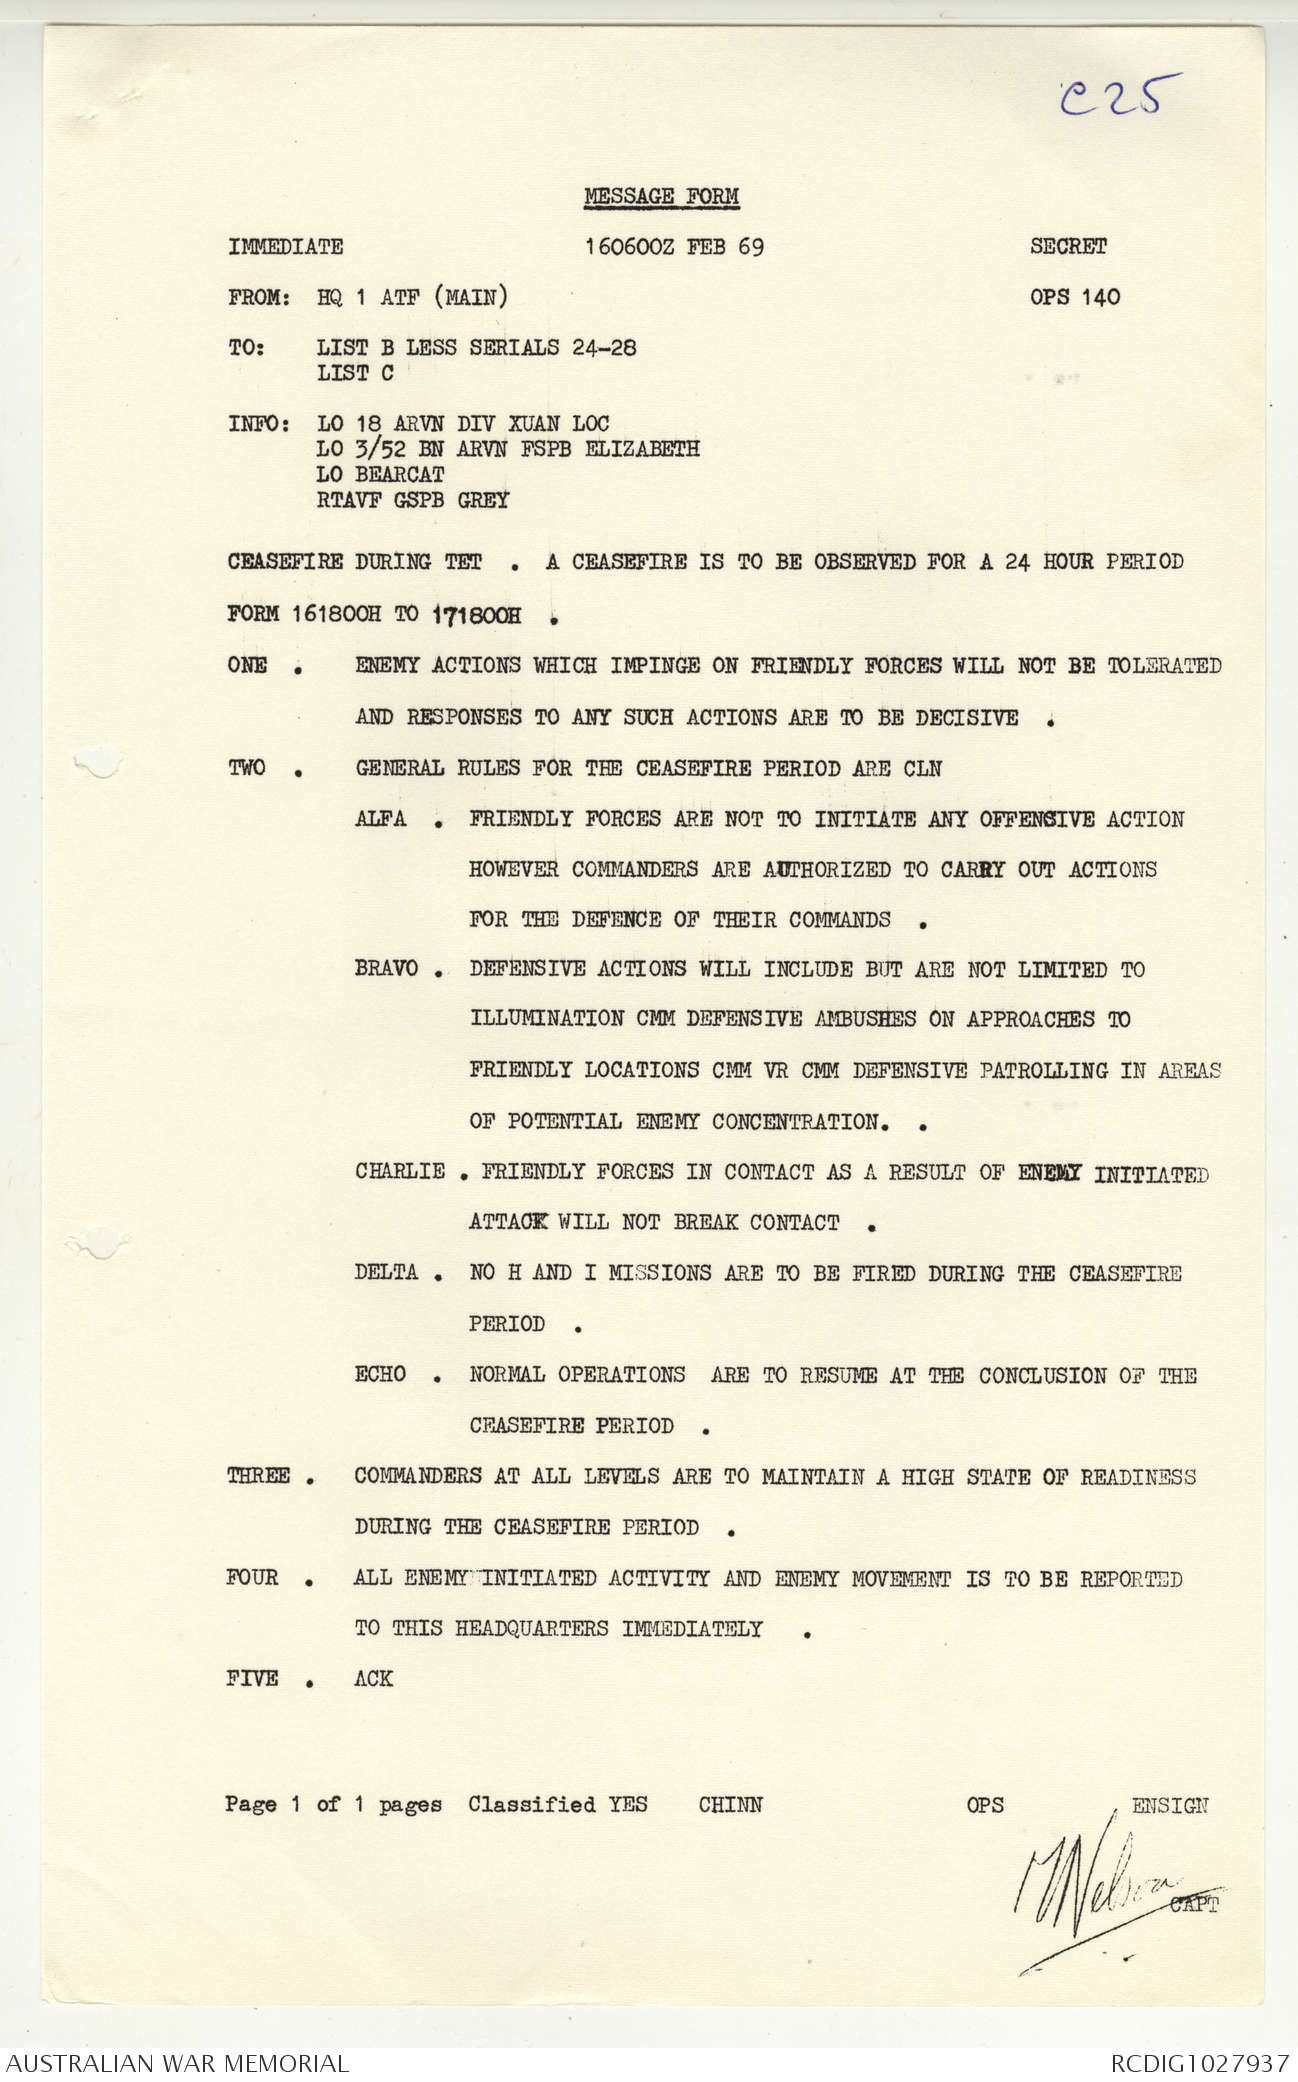 C25
MESSAGE FORM
IMMEDIATE 160600Z FEB 69 SECRET
FROM: HQ 1 ATF (MAIN) OPS 140
TO: LIST B LESS SERIALS 24-28
LIST C
INFO: LO 18 ARVN DIV XUAN LOC
LO 3/52 BN ARVN FSPB ELIZABETH
LO BEARCAT
RTAVF GSPB GREY
CEASEFIRE DURING TET . A CEASEFIRE IS TO BE OBSERVED FOR A 24 HOUR PERIOD
FORM 161800H TO 171800H .
ONE . ENEMY ACTIONS WHICH IMPINGE ON FRIENDLY FORCES WILL NOT BE TOLERATED
AND RESPONSES TO ANY SUCH ACTIONS ARE TO BE DECISIVE .
TWO . GENERAL RULES FOR THE CEASEFIRE PERIOD ARE CLN
ALFA . FRIENDLY FORCES ARE NOT TO INITIATE ANY OFFENSIVE ACTION
HOWEVER COMMANDERS ARE AUTHORIZED TO CARRY OUT ACTIONS
FOR THE DEFENCE OF THEIR COMMANDS .
BRAVO . DEFENSIVE ACTIONS WILL INCLUDE BUT ARE NOT LIMITED TO
ILLUMINATION CMM DEFENSIVE AMBUSHES ON APPROACHES TO
FRIENDLY LOCATIONS CMM VR CMM DEFENSIVE PATROLLING IN AREAS
OF POTENTIAL ENEMY CONCENTRATION. .
CHARLIE . FRIENDLY FORCES IN CONTACT AS A RESULT OF ENEMY INITIATED
ATTACK WILL NOT BREAK CONTACT .
DELTA . NO H AND I MISSIONS ARE TO BE FIRED DURING THE CEASEFIRE
PERIOD .
ECHO . NORMAL OPERATIONS ARE TO RESUME AT THE CONCLUSION OF THE
CEASEFIRE PERIOD .
THREE . COMMANDERS AT ALL LEVELS ARE TO MAINTAIN A HIGH STATE OF READINESS
DURING THE CEASEFIRE PERIOD .
FOUR . ALL ENEMY INITIATED ACTIVITY AND ENEMY MOVEMENT IS TO BE REPORTED
TO THIS HEADQUARTERS IMMEDIATELY .
FIVE . ACK
Page 1 of 1 pages Classified YES CHINN OPS ENSIGN
Nelson
CAPT
AUSTRALIAN WAR MEMORIAL RCDIG1027937